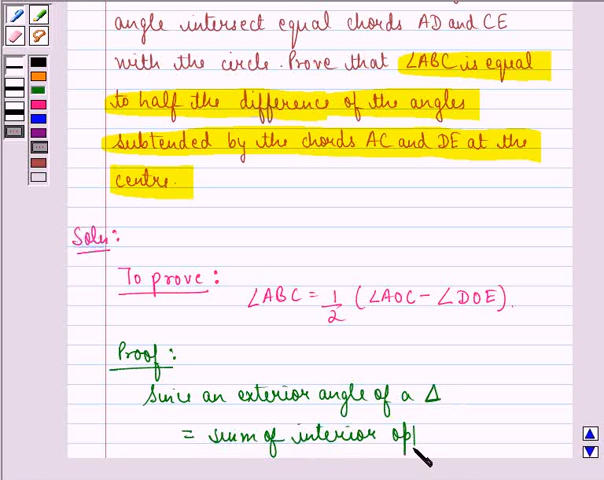 angle intersect equal chords AD and CE
with the circle. Prove that ∠ABC is equal
to half the difference of the angles
subtended by the chords AC and DE at the
centre.
Soln:
To prove: ∠ABC = 1/2 (∠AOC - ∠DOE).
Proof:
Since an exterior angle of a Δ
= sum of interior op